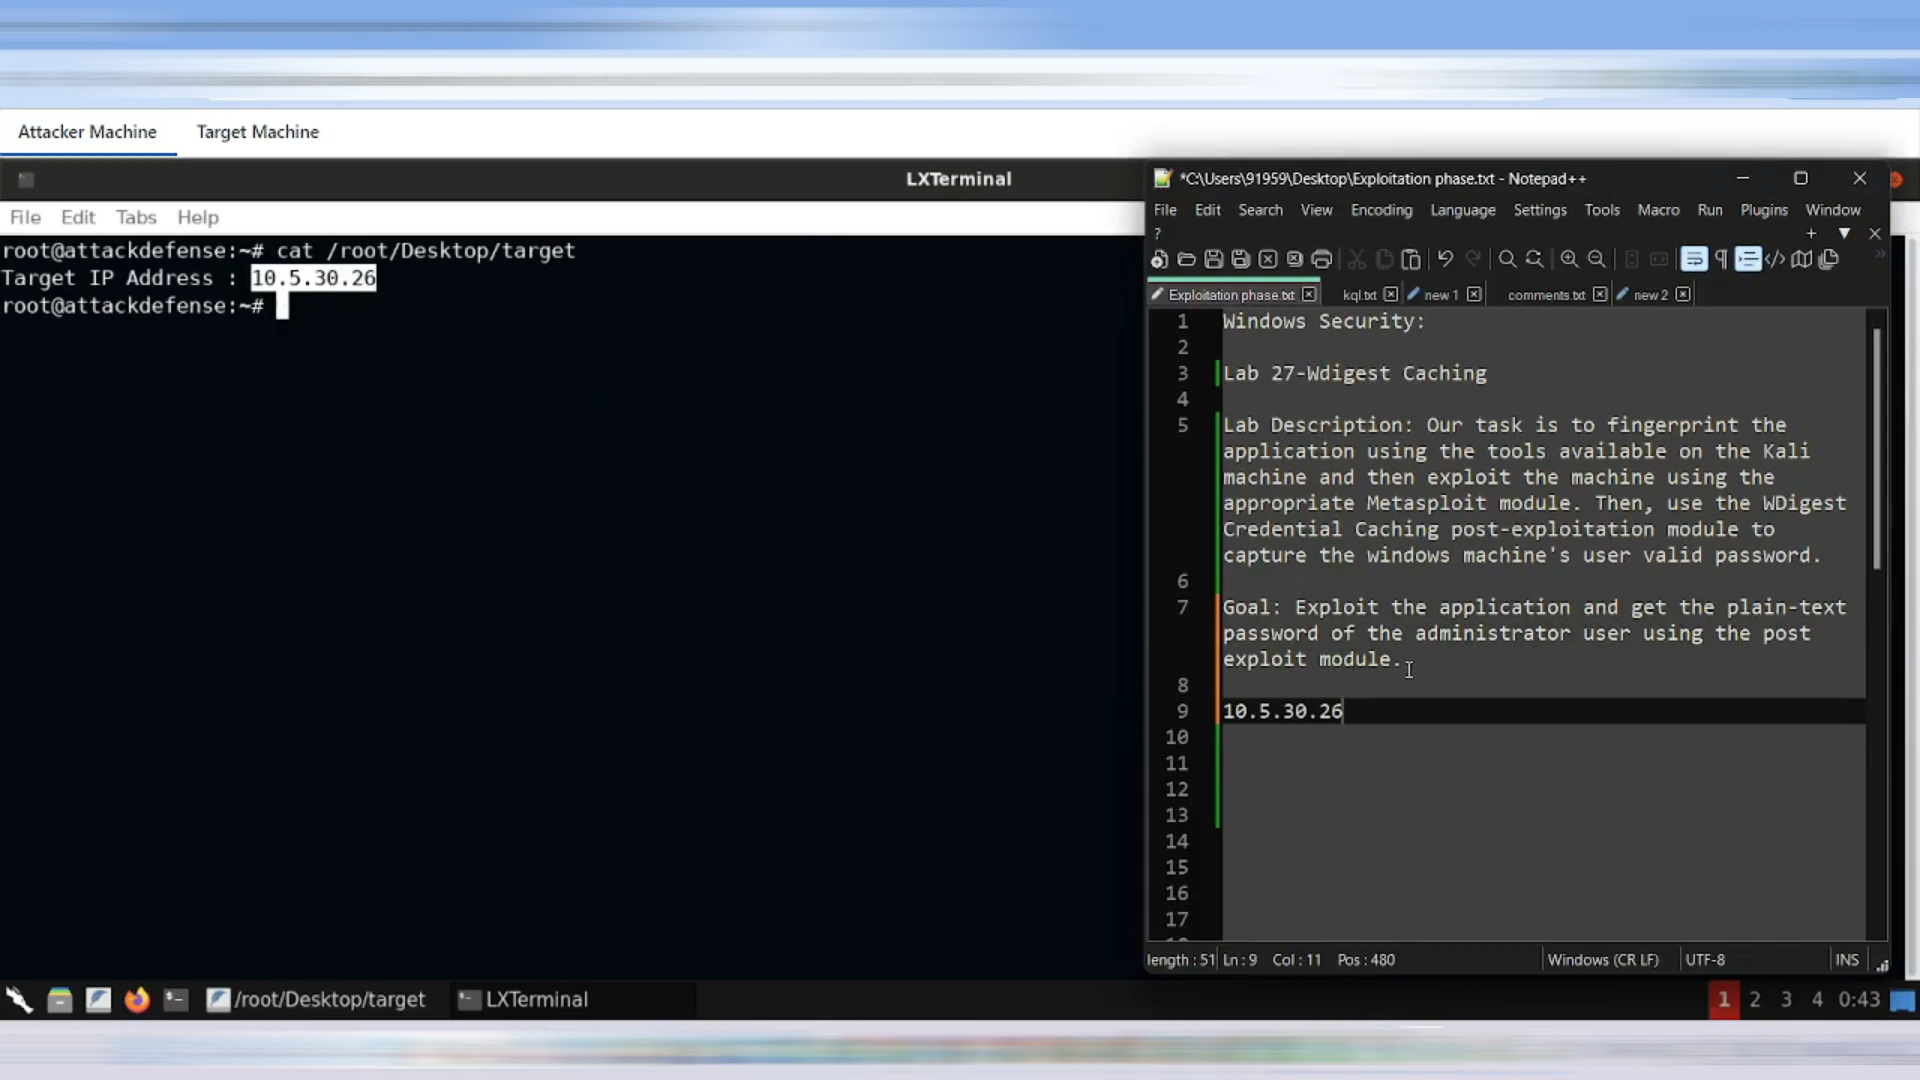 Attacker Machine
Target Machine
LXTerminal
File Edit Tabs Help
root@attackdefense:~# cat /root/Desktop/target
Target IP Address : 10.5.30.26
root@attackdefense:~#
*C:\Users\91959\Desktop\Exploitation phase.txt - Notepad++
File Edit Search View Encoding Language Settings Tools Macro Run Plugins Window
?
Exploitation phase.txt kql.txt new 1 comments.txt new 2
1 Windows Security:
2
3 Lab 27-Wdigest Caching
4
5 Lab Description: Our task is to fingerprint the
application using the tools available on the Kali
machine and then exploit the machine using the
appropriate Metasploit module. Then, use the WDigest
Credential Caching post-exploitation module to
capture the windows machine's user valid password.
6
7 Goal: Exploit the application and get the plain-text
password of the administrator user using the post
exploit module.
8
9 10.5.30.26
10
11
12
13
14
15
16
17
length : 51 Ln : 9 Col : 11 Pos : 480 Windows (CR LF) UTF-8 INS
/root/Desktop/target LXTerminal 1 2 3 4 0:43